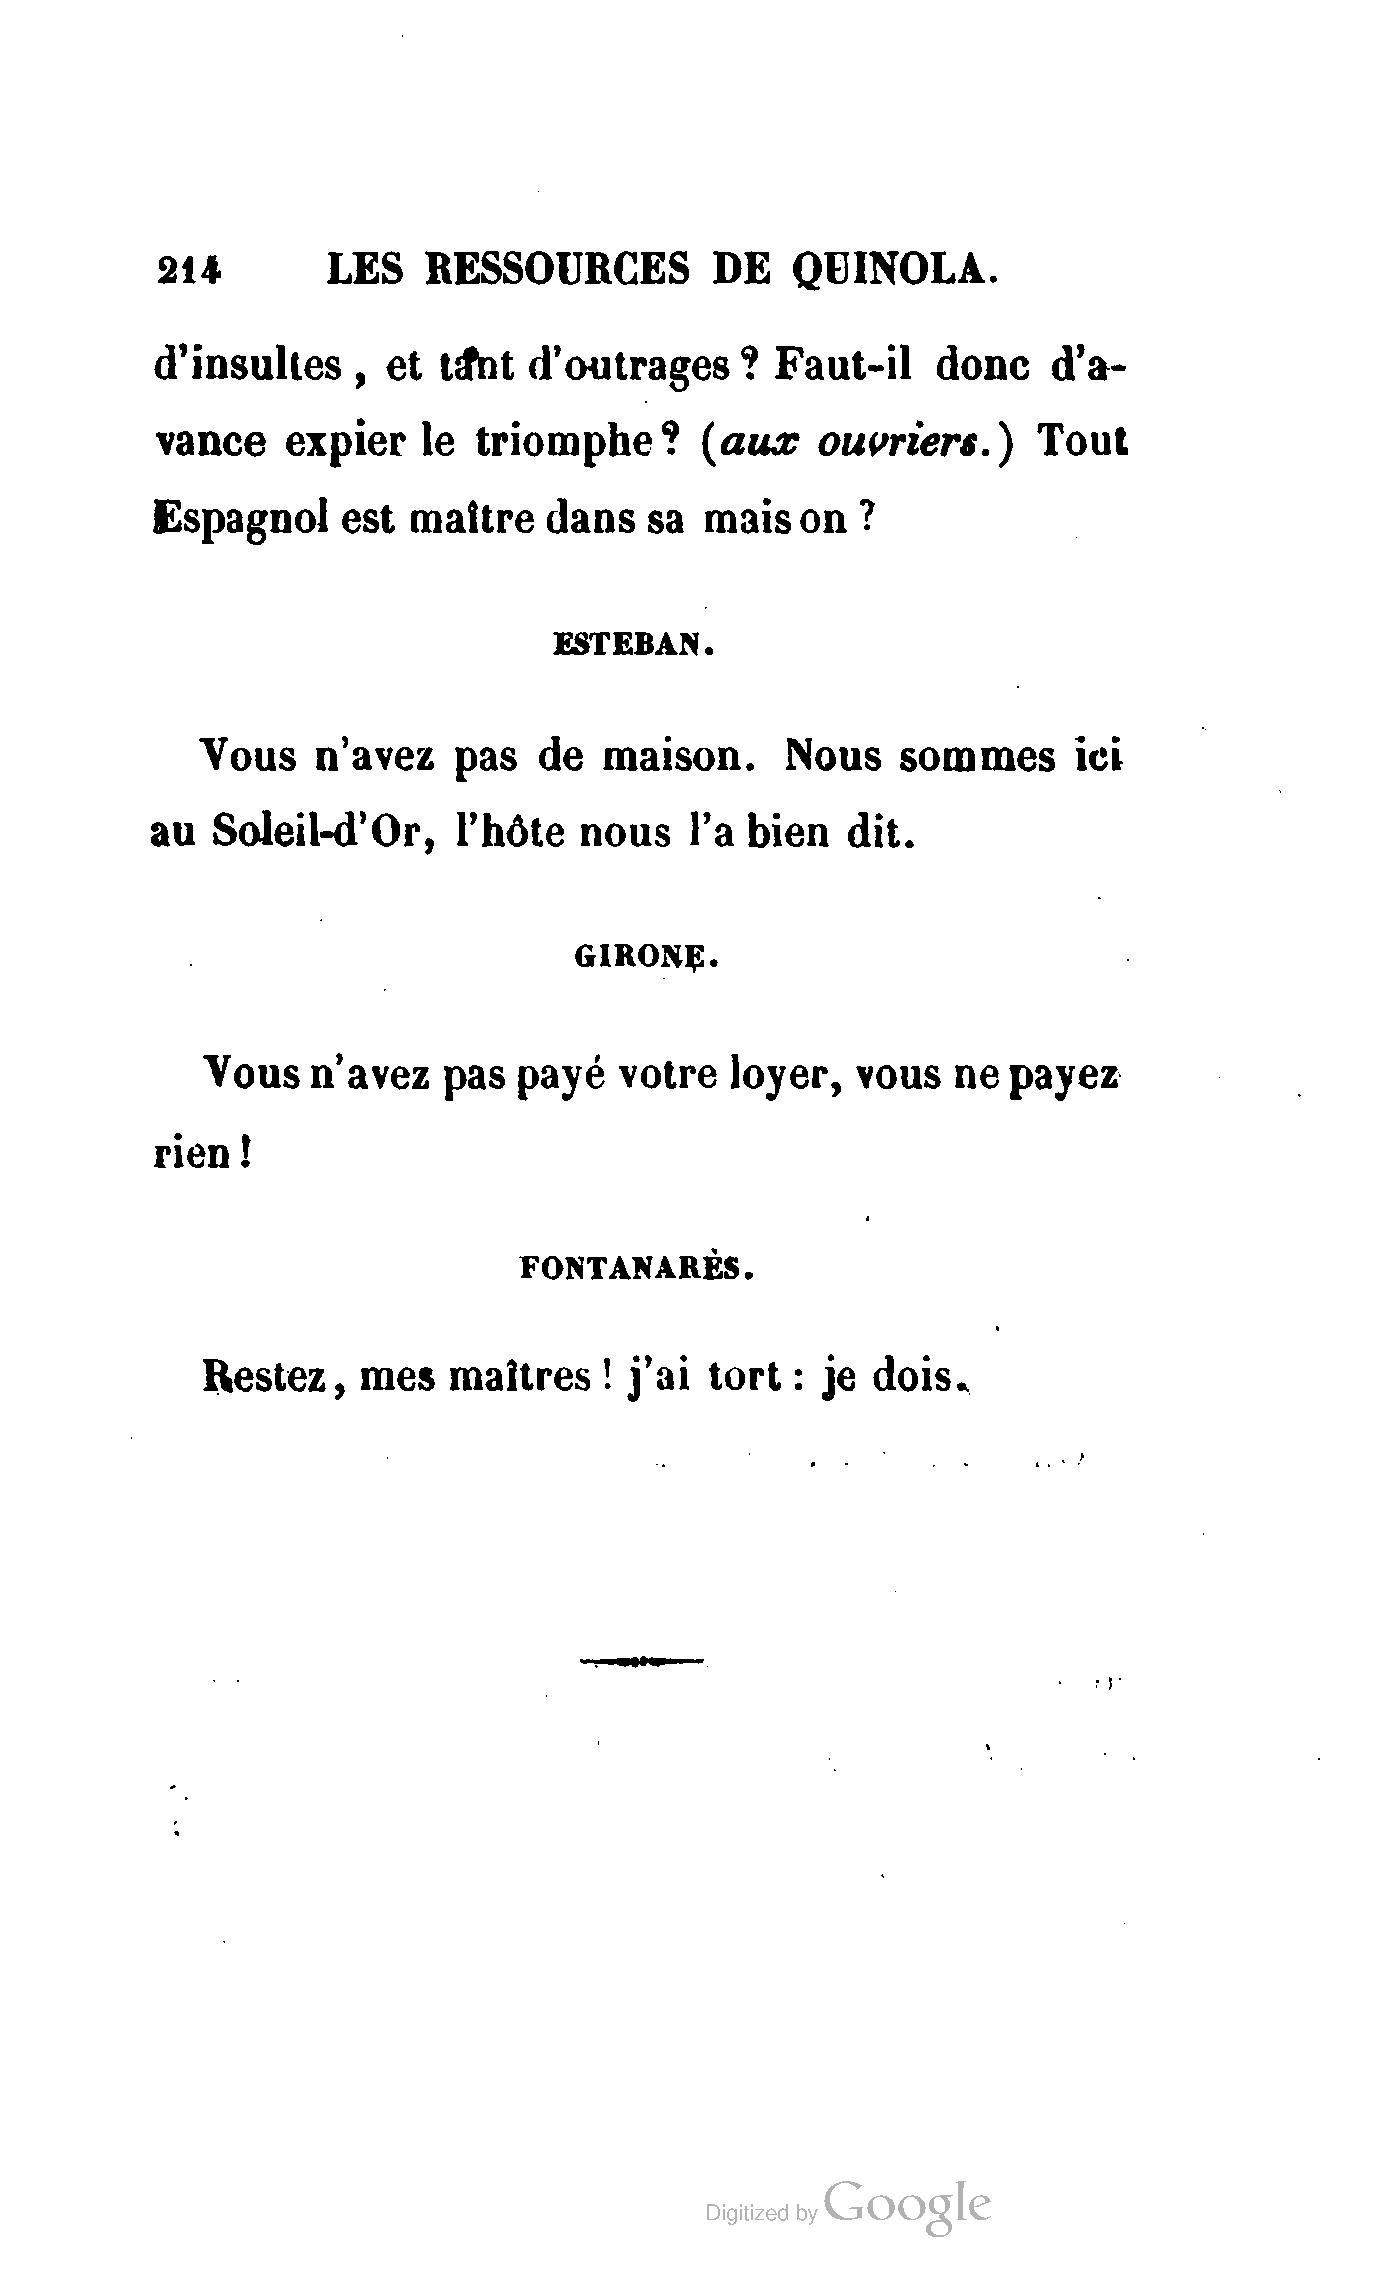 214 LES RESSOURCES DE QUINOLA.
d'insultes, et tant d'outrages ? Faut-il donc d'a-
vance expier le triomphe ? (aux ouvriers.) Tout
Espagnol est maître dans sa maison ?
ESTEBAN.
Vous n'avez pas de maison. Nous sommes ici
au Soleil-d'Or, l'hôte nous l'a bien dit.
GIRONE.
Vous n'avez pas payé votre loyer, vous ne payez
rien !
FONTANARÈS.
Restez, mes maîtres ! j'ai tort : je dois.
Digitized by Google